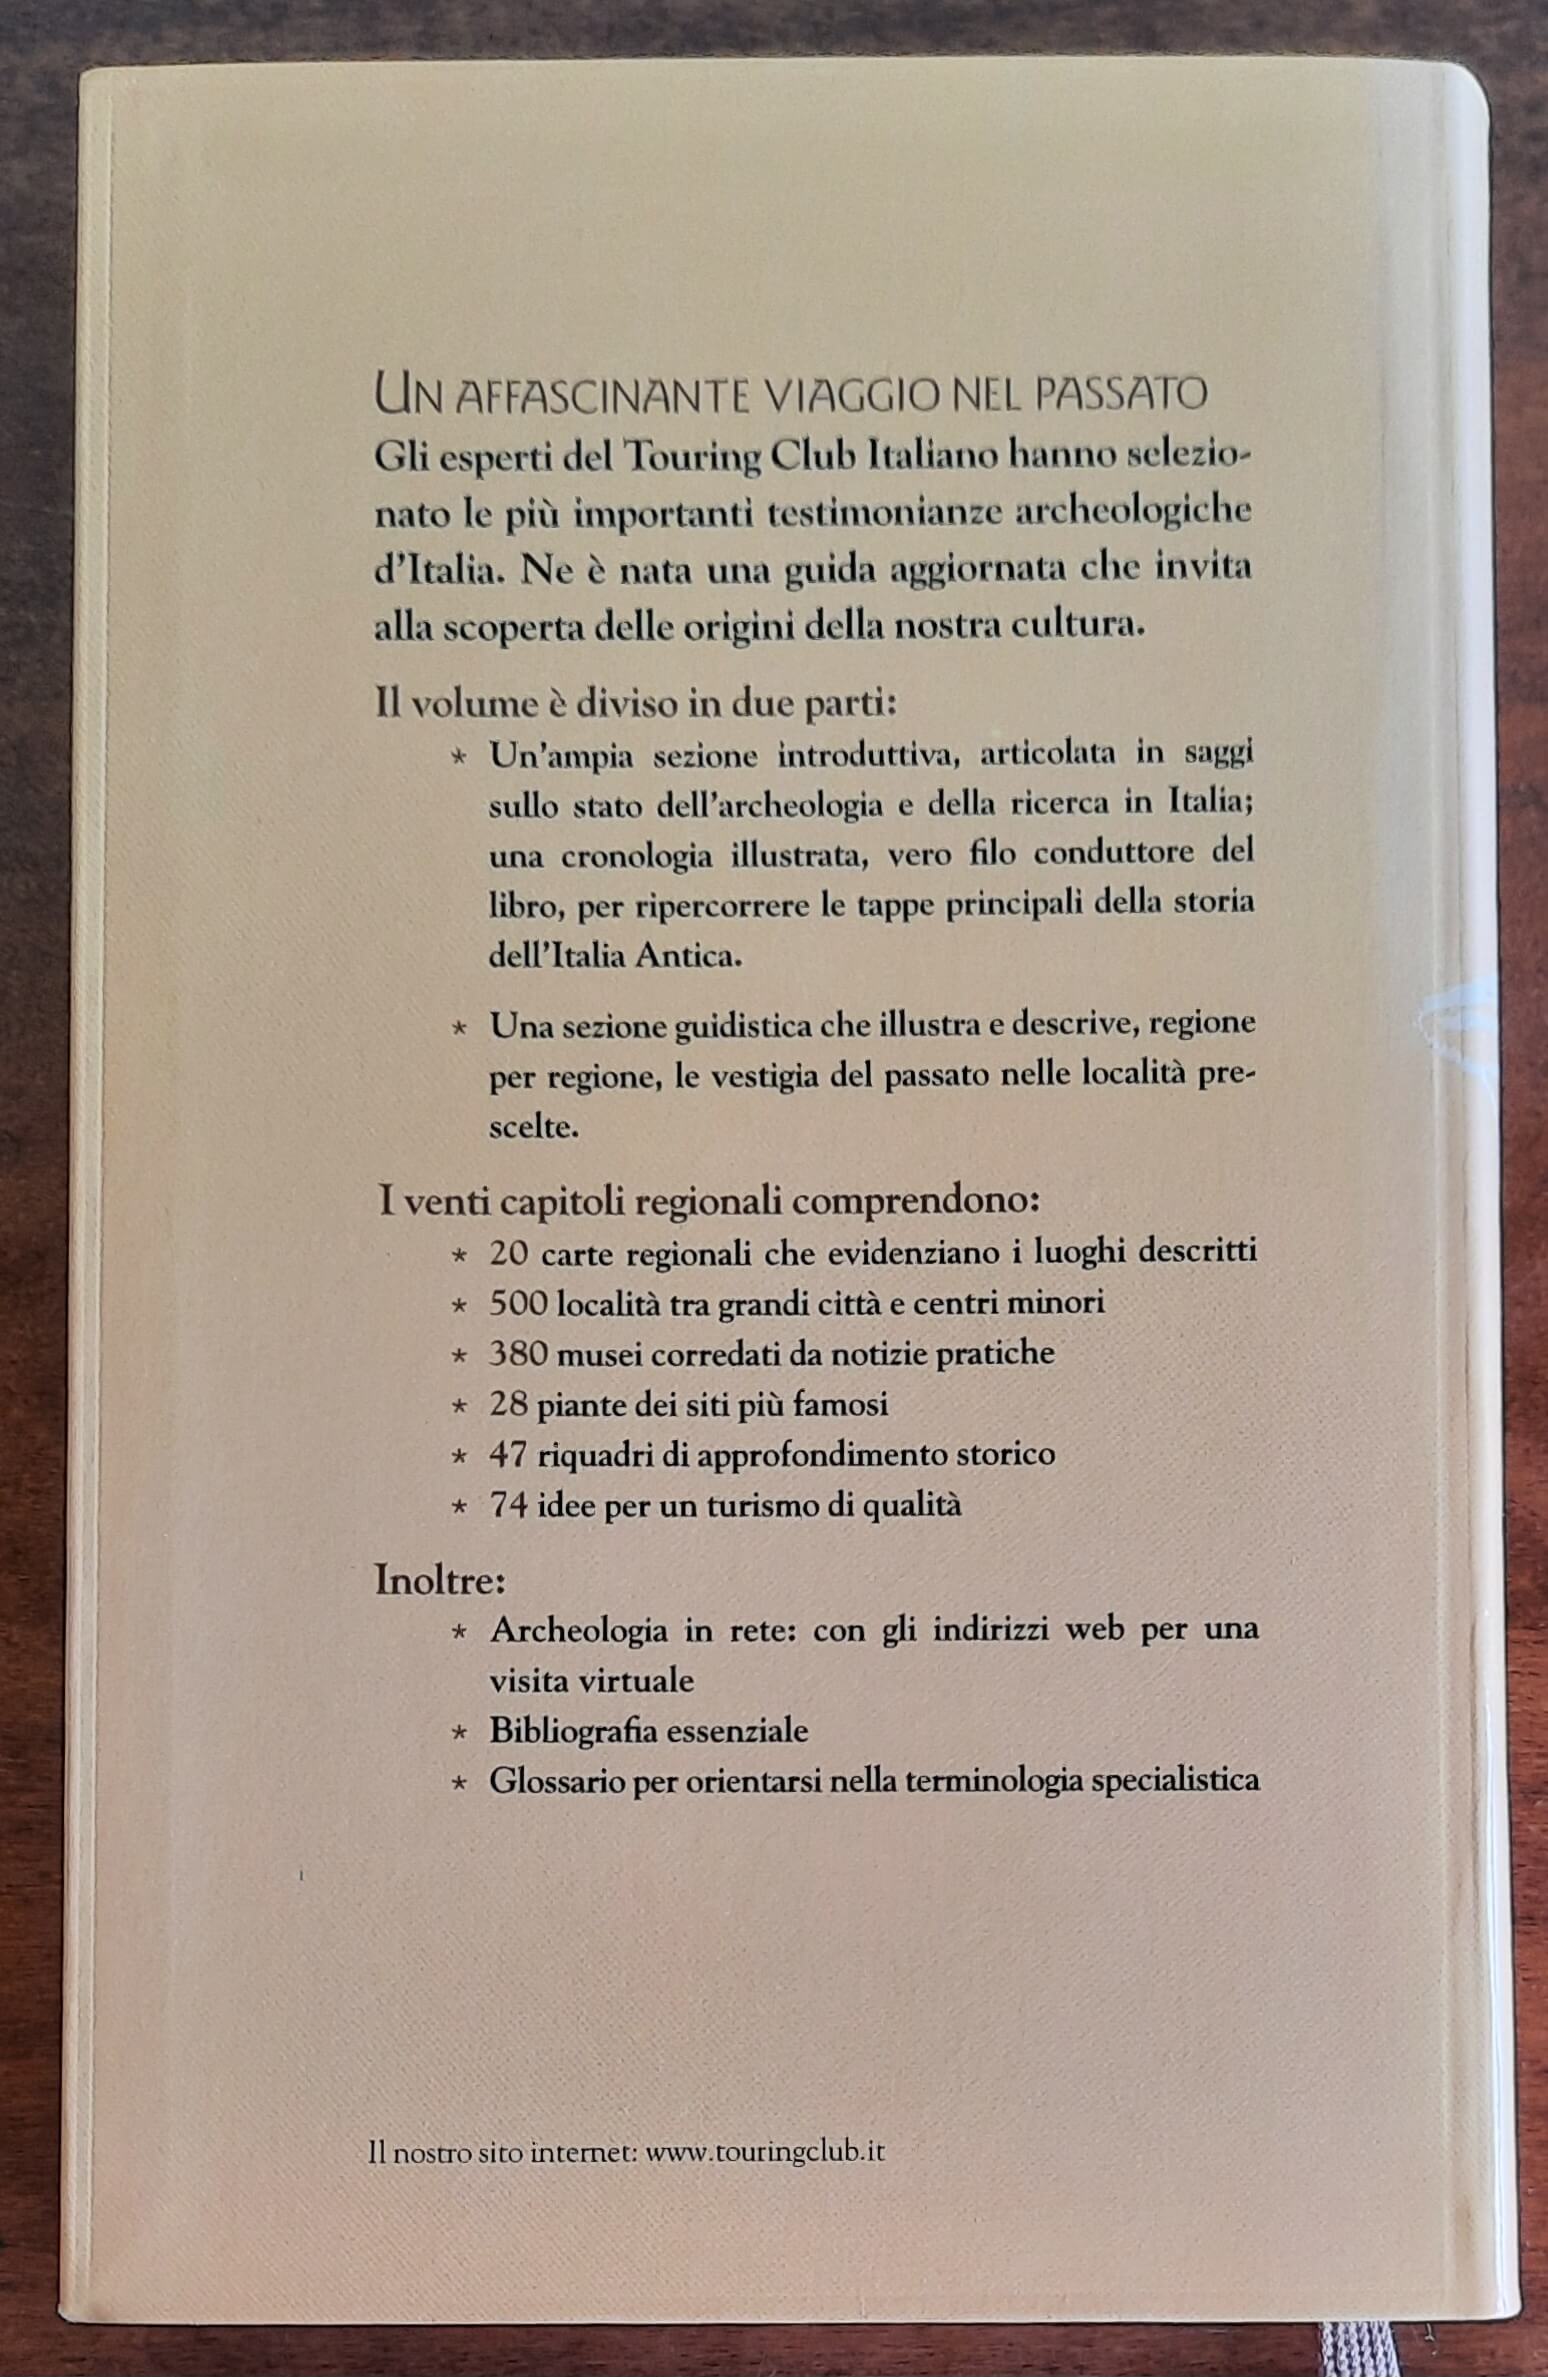 UN AFFASCINANTE VIAGGIO NEL PASSATO
Gli esperti del Touring Club Italiano hanno selezio-
nato le più importanti testimonianze archeologiche
d'Italia. Ne è nata una guida aggiornata che invita
alla scoperta delle origini della nostra cultura.
Il volume è diviso in due parti:
* Un'ampia sezione introduttiva, articolata in saggi
sullo stato dell'archeologia e della ricerca in Italia;
una cronologia illustrata, vero filo conduttore del
libro, per ripercorrere le tappe principali della storia
dell'Italia Antica.
* Una sezione guidistica che illustra e descrive, regione
per regione, le vestigia del passato nelle località pre-
scelte.
I venti capitoli regionali comprendono:
* 20 carte regionali che evidenziano i luoghi descritti
* 500 località tra grandi città e centri minori
* 380 musei corredati da notizie pratiche
* 28 piante dei siti più famosi
* 47 riquadri di approfondimento storico
* 74 idee per un turismo di qualità
Inoltre:
* Archeologia in rete: con gli indirizzi web per una
visita virtuale
* Bibliografia essenziale
* Glossario per orientarsi nella terminologia specialistica
Il nostro sito internet: www.touringclub.it